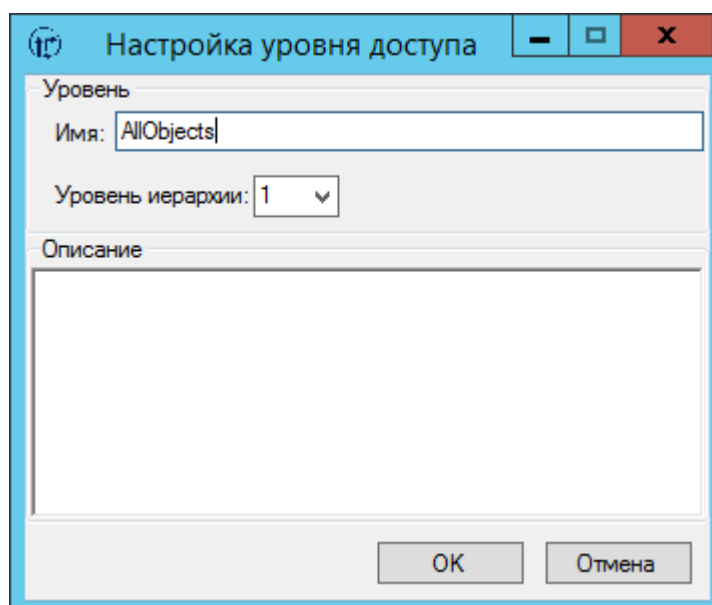 Настройка уровня доступа
Уровень
Имя: AllObjects
Уровень иерархии: 1
Описание
OK Отмена